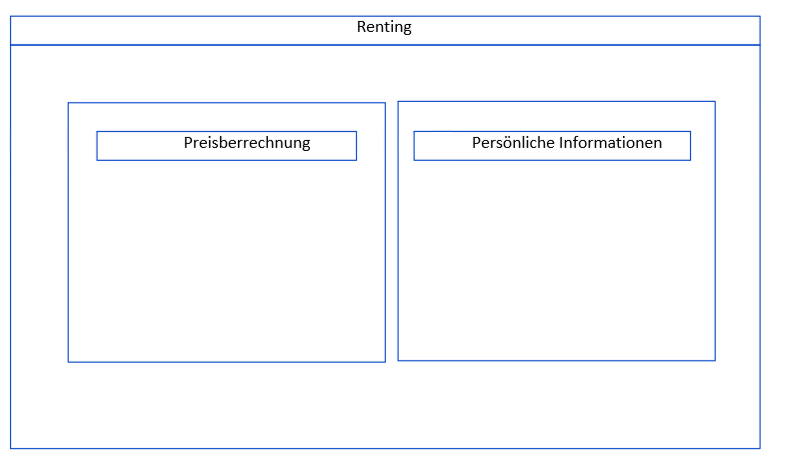 Renting
Preisberrechnung
Persönliche Informationen